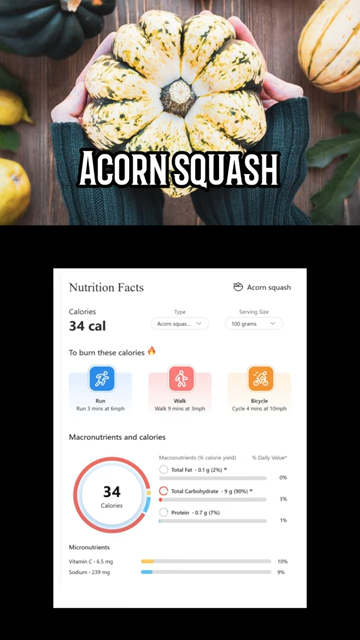 ACORN SQUASH
Nutrition Facts
Acorn squash
Calories
Type
Serving Size
34 cal
Acorn squas...
100 grams
To burn these calories
Run
Walk
Bicycle
Run 3 mins at 6mph
Walk 9 mins at 3mph
Cycle 4 mins at 10mph
Macronutrients and calories
Macronutrients (% calorie yield)
% Daily Value*
Total Fat - 0.1 g (2%)
0%
34
Calories
Total Carbohydrate - 9 g (90%)
3%
Protein - 0.7 g (7%)
1%
Micronutrients
Vitamin C - 6.5 mg
10%
Sodium - 239 mg
9%